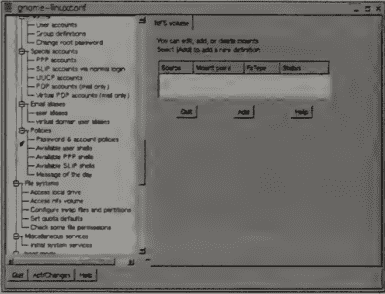 gnome-linuxconf
User accounts
Group definitions
Change root password
Special accounts
PPP accounts
SLIP accounts via normal login
UUCP accounts
POP accounts (mail only)
Virtual POP accounts (mail only)
Email aliases
user aliases
virtual domain user aliases
Policies
Password & account policies
Available user shells
Available PPP shells
Available SLIP shells
Message of the day
File systems
Access local drive
Access nfs volume
Configure swap files and partitions
Set quota defaults
Check some file permissions
Miscellaneous services
Initial system services
Quit Act/Changes Help
volume
You can edit, add, or delete mounts
Select [Add] to add a new definition
Source Mount point FsType Status
Quit Add Help